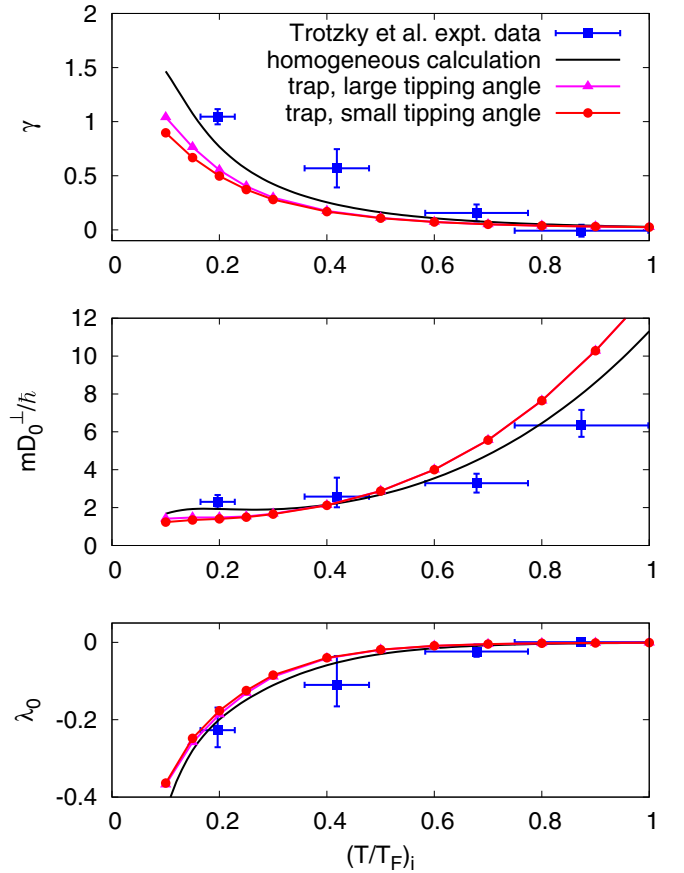 2
Trotzky et al. expt. data
homogeneous calculation
1.5
trap, large tipping angle
trap, small tipping angle
γ
1
0.5
0
0 0.2 0.4 0.6 0.8 1
12
10
8
mD₀^⊥/ħ
6
4
2
0
0 0.2 0.4 0.6 0.8 1
0
λ₀
-0.2
-0.4
0 0.2 0.4 0.6 0.8 1
(T/T_F)_i